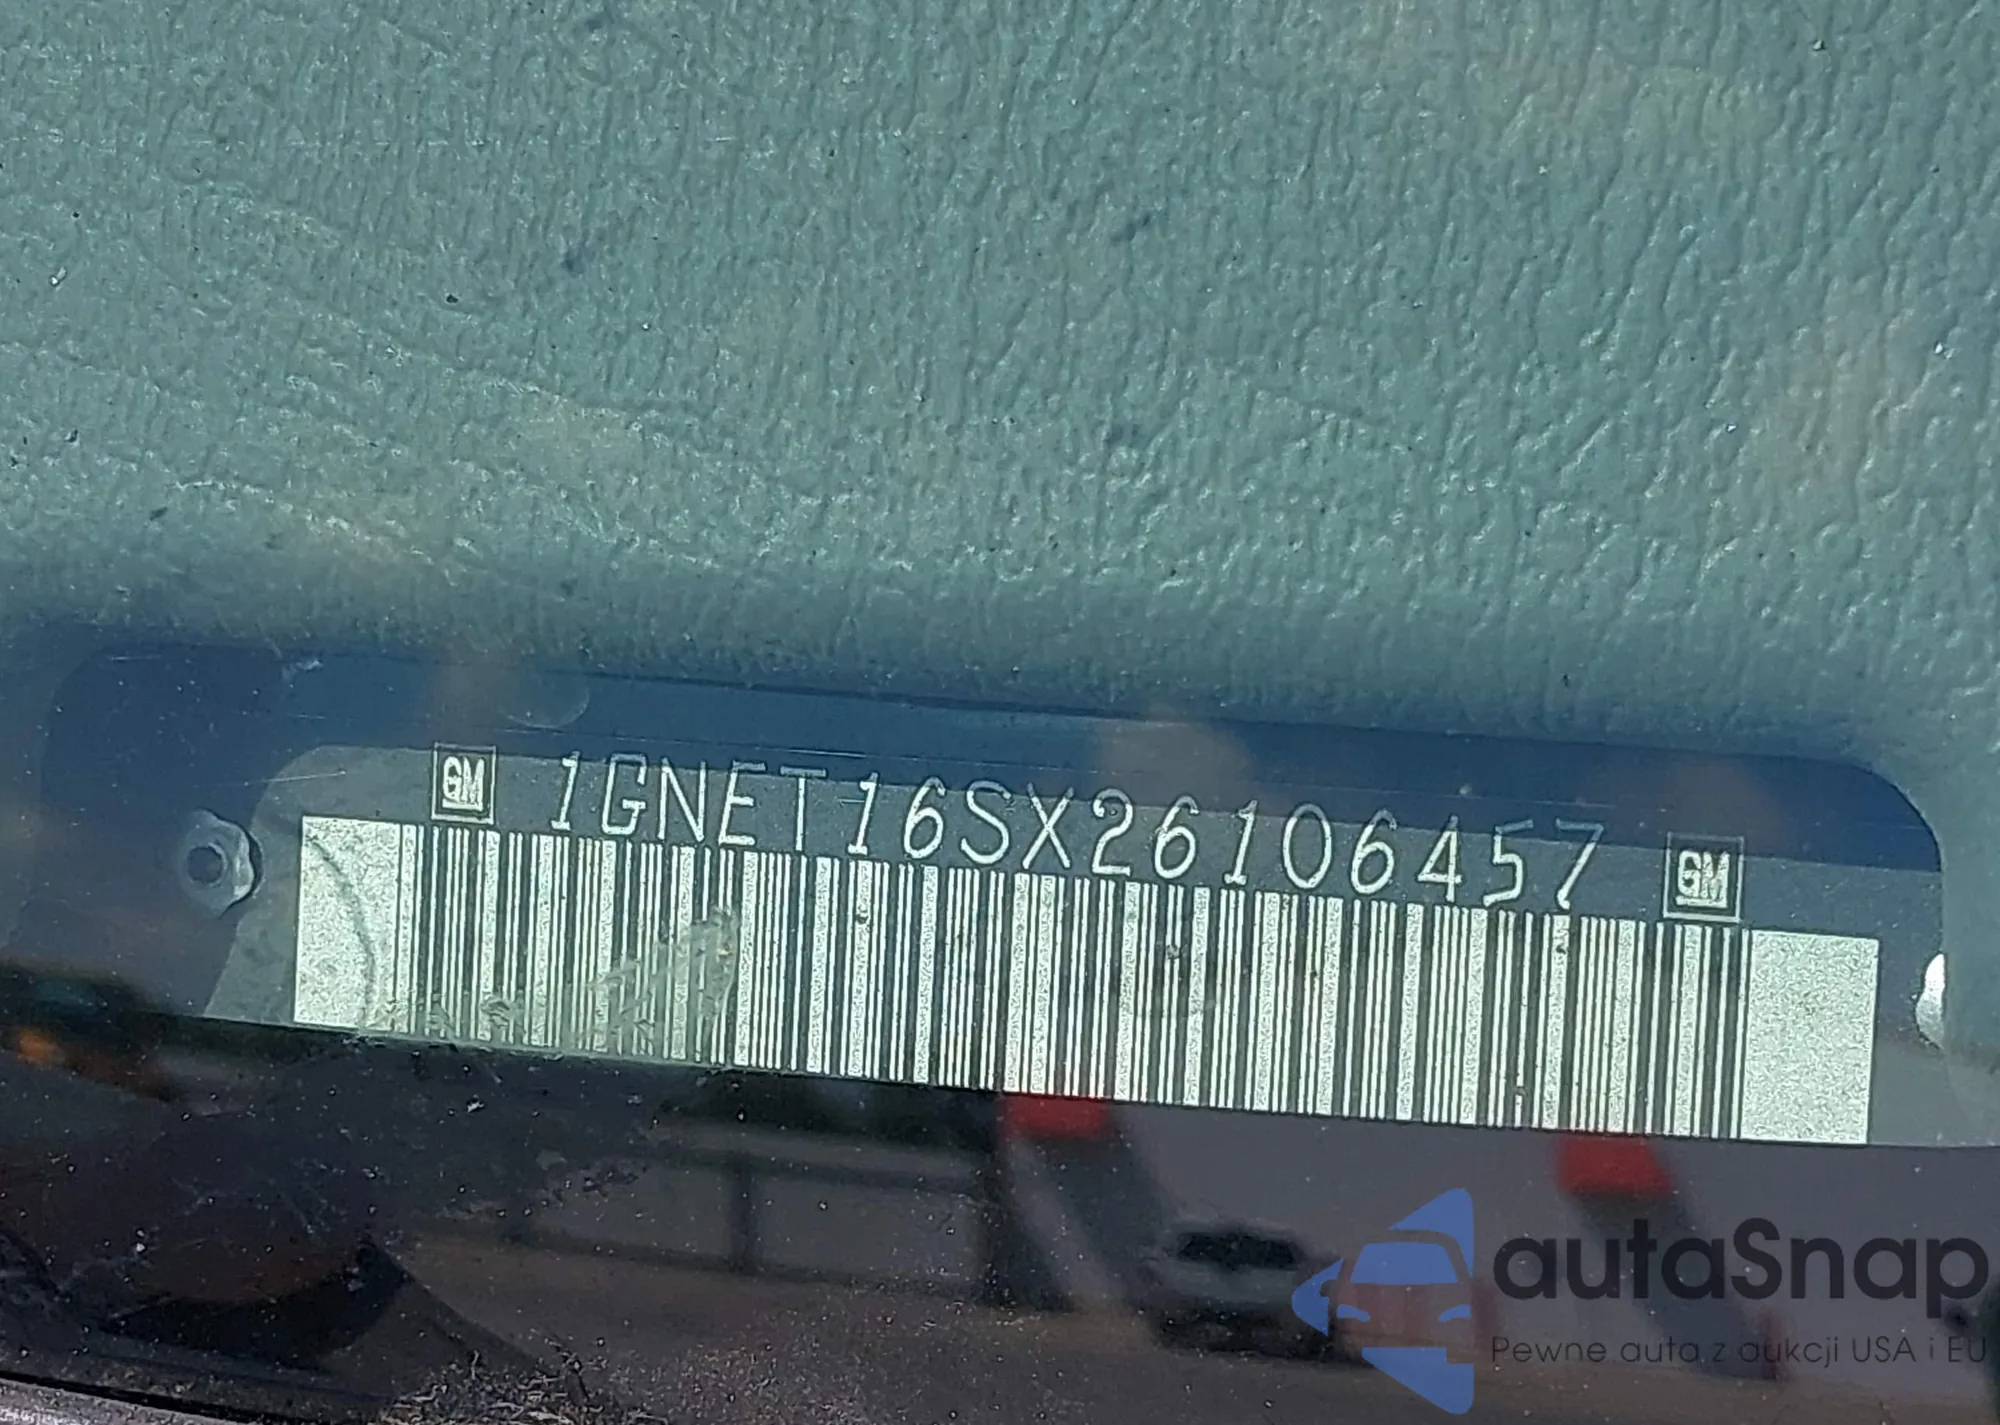 GM 1GNET16SX26106457 GM
autaSnap
Pewne auta z aukcji USA i EU